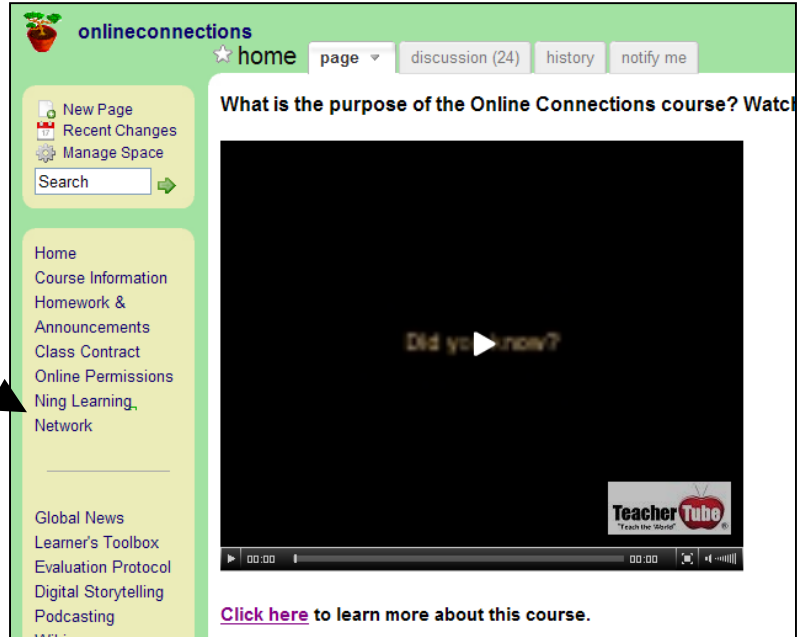 onlineconnections
home
page
discussion (24)
history
notify me
New Page
17
Recent Changes
Manage Space
Search
What is the purpose of the Online Connections course? Watch
Home
Course Information
Homework &
Announcements
Class Contract
Online Permissions
Ning Learning
Network
Did you know?
TeacherTube
"Teach the World"
®
00:00
00:00
Global News
Learner's Toolbox
Evaluation Protocol
Digital Storytelling
Podcasting
Click here to learn more about this course.